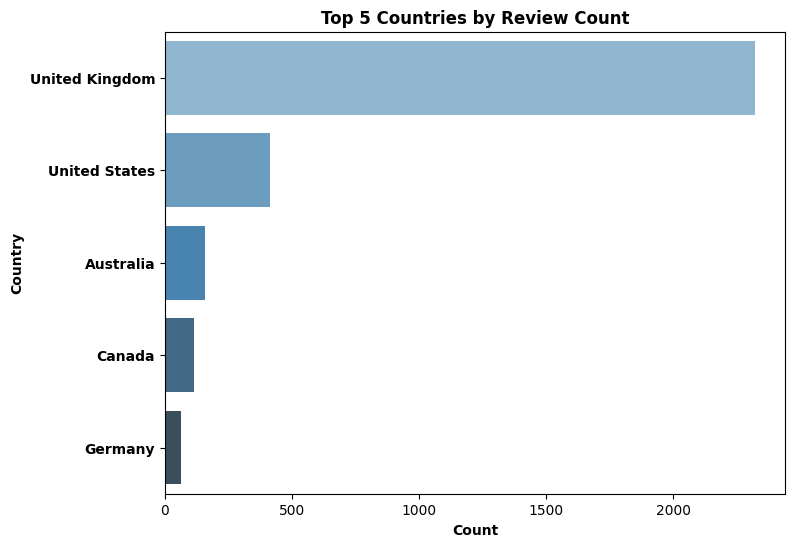 Top 5 Countries by Review Count
Country
United Kingdom
United States
Australia
Canada
Germany
0 500 1000 1500 2000
Count